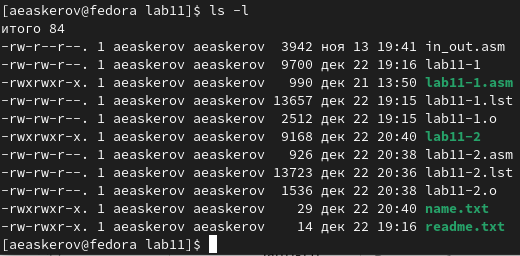 [aeaskerov@fedora lab11]$ ls -l
итого 84
-rw-r--r--. 1 aeaskerov aeaskerov  3942 ноя 13 19:41 in_out.asm
-rw-rw-r--. 1 aeaskerov aeaskerov  9700 дек 22 19:16 lab11-1
-rwxrwxr-x. 1 aeaskerov aeaskerov   990 дек 21 13:50 lab11-1.asm
-rw-rw-r--. 1 aeaskerov aeaskerov 13657 дек 22 19:15 lab11-1.lst
-rw-rw-r--. 1 aeaskerov aeaskerov  2512 дек 22 19:15 lab11-1.o
-rwxrwxr-x. 1 aeaskerov aeaskerov  9168 дек 22 20:40 lab11-2
-rw-rw-r--. 1 aeaskerov aeaskerov   926 дек 22 20:38 lab11-2.asm
-rw-rw-r--. 1 aeaskerov aeaskerov 13723 дек 22 20:36 lab11-2.lst
-rw-rw-r--. 1 aeaskerov aeaskerov  1536 дек 22 20:38 lab11-2.o
-rwxrwxr-x. 1 aeaskerov aeaskerov    29 дек 22 20:40 name.txt
-rwxrwxr-x. 1 aeaskerov aeaskerov    14 дек 22 19:16 readme.txt
[aeaskerov@fedora lab11]$